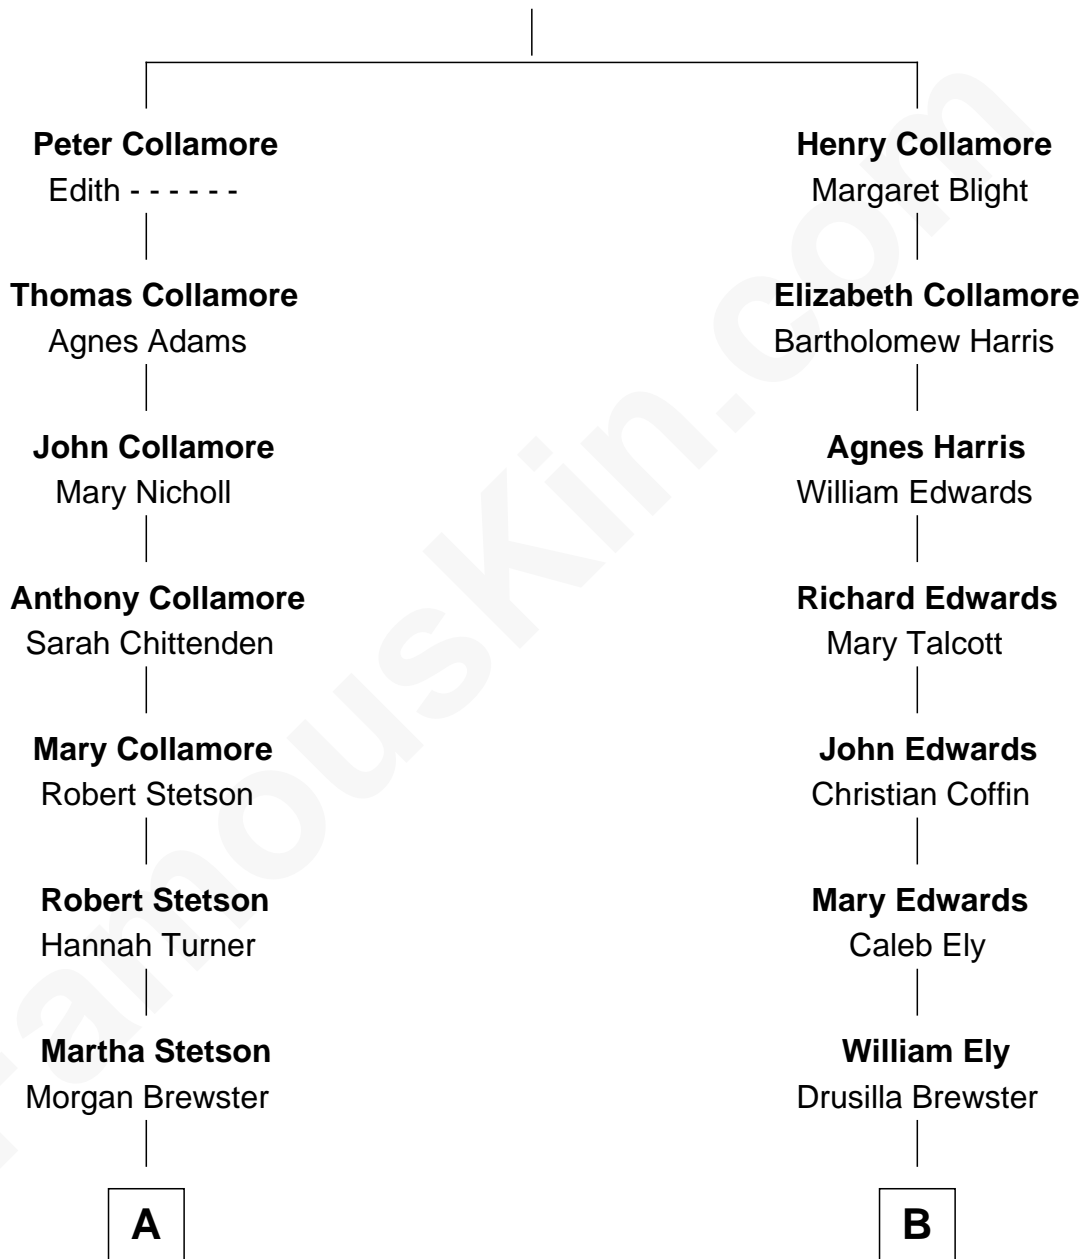 Peter Collamore
Edith - - - - - -
Henry Collamore
Margaret Blight
Thomas Collamore
Agnes Adams
Elizabeth Collamore
Bartholomew Harris
John Collamore
Mary Nicholl
Agnes Harris
William Edwards
Anthony Collamore
Sarah Chittenden
Richard Edwards
Mary Talcott
Mary Collamore
Robert Stetson
John Edwards
Christian Coffin
Robert Stetson
Hannah Turner
Mary Edwards
Caleb Ely
Martha Stetson
Morgan Brewster
William Ely
Drusilla Brewster
A
B
FamousKin.com